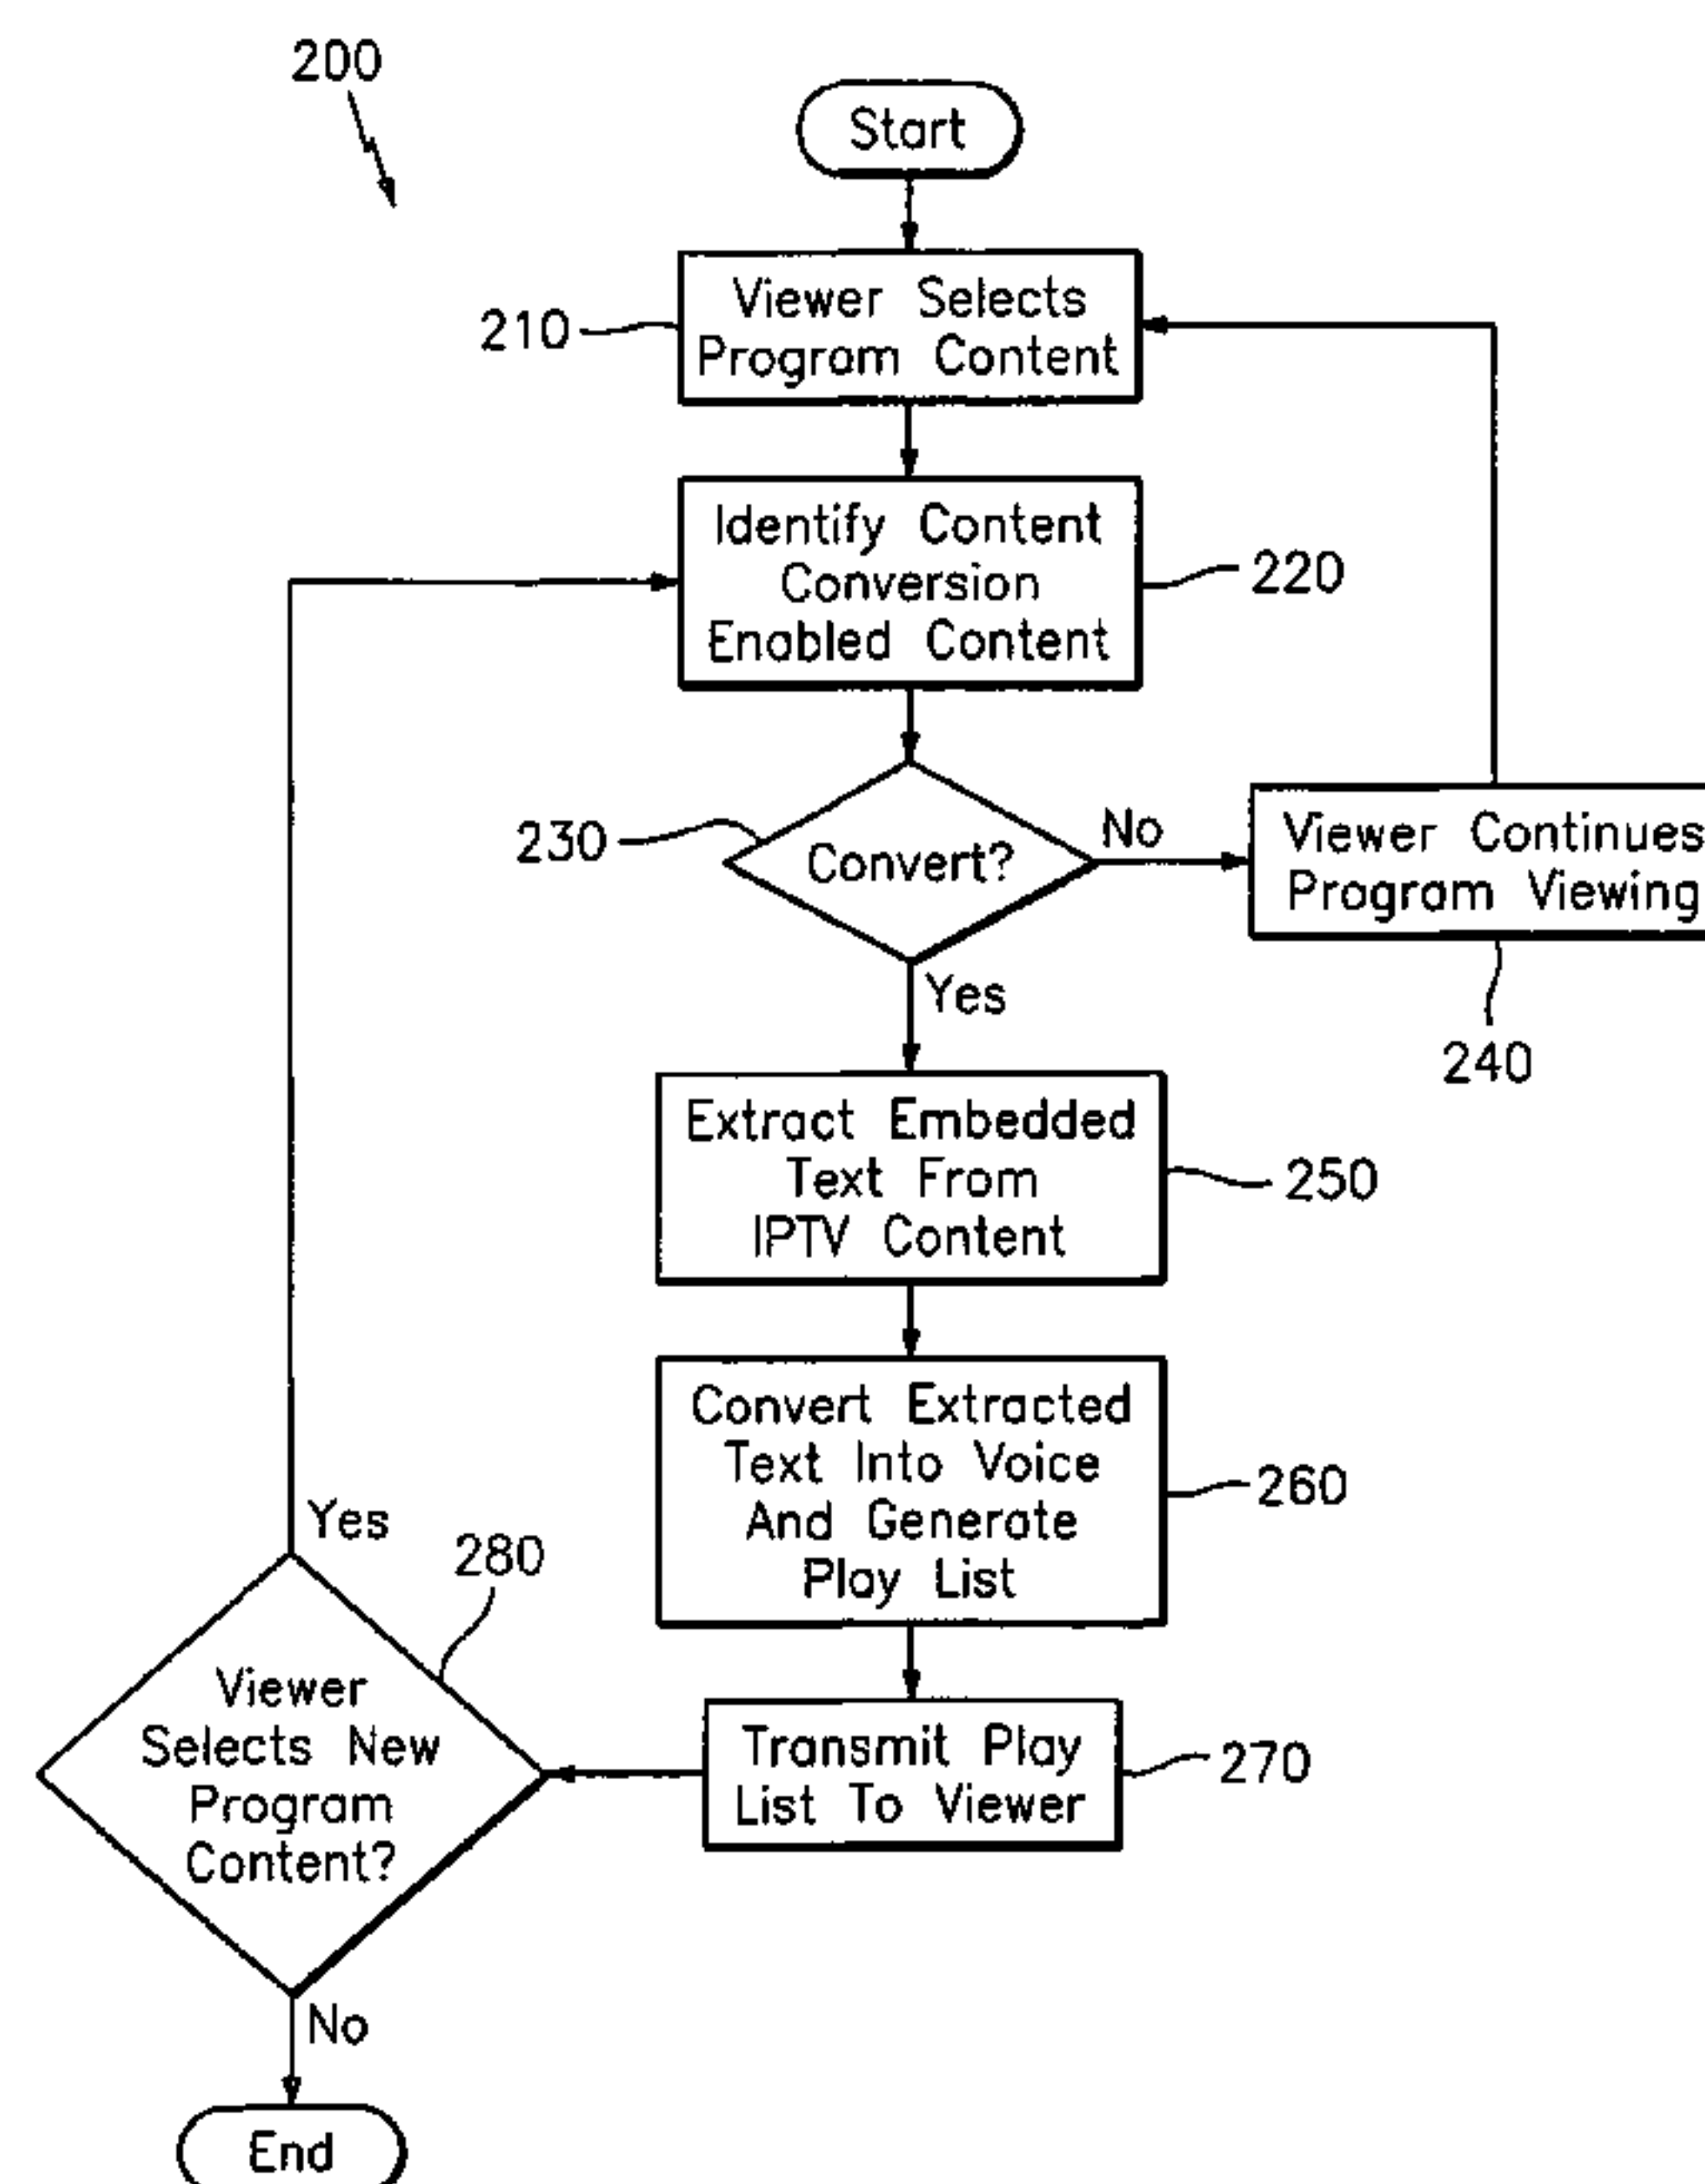 200
Start
210
Viewer Selects
Program Content
Identify Content
Conversion
Enabled Content
220
230
Convert?
No
Viewer Continues
Program Viewing
240
Yes
Extract Embedded
Text From
IPTV Content
250
Convert Extracted
Text Into Voice
And Generate
Play List
260
Yes
280
Viewer
Selects New
Program
Content?
Transmit Play
List To Viewer
270
No
End